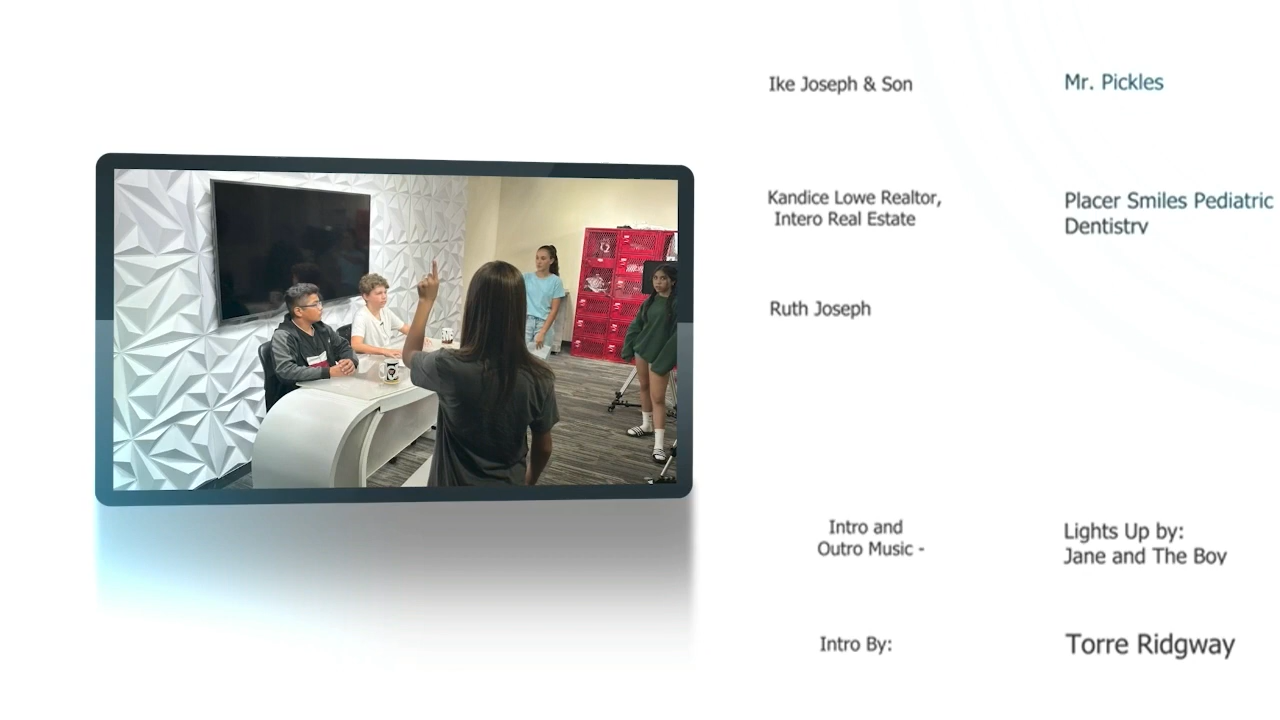 Ike Joseph & Son
Mr. Pickles
Kandice Lowe Realtor,
Intero Real Estate
Placer Smiles Pediatric
Dentistry
Ruth Joseph
Intro and
Outro Music -
Lights Up by:
Jane and The Boy
Intro By:
Torre Ridgway